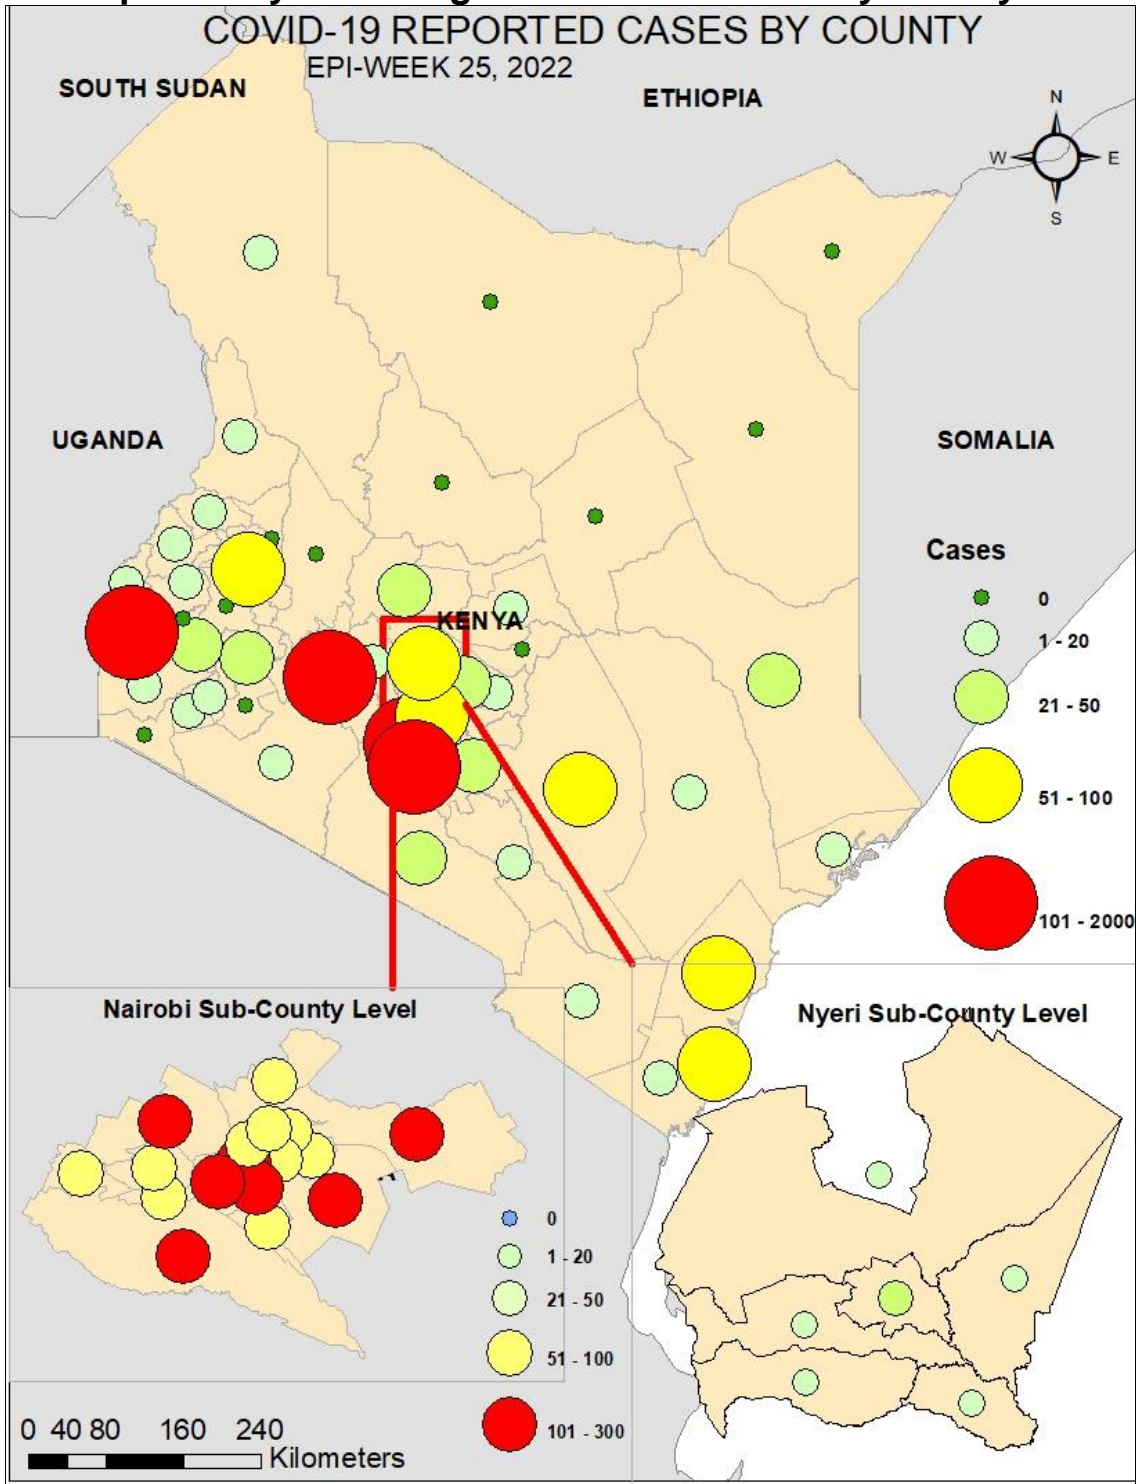 COVID-19 REPORTED CASES BY COUNTY
EPI-WEEK 25, 2022
SOUTH SUDAN
ETHIOPIA
N
W E
S
UGANDA
SOMALIA
KENYA
Cases
0
1 - 20
21 - 50
51 - 100
101 - 2000
Nairobi Sub-County Level
0
1 - 20
21 - 50
51 - 100
101 - 300
Nyeri Sub-County Level
0 40 80 160 240
Kilometers